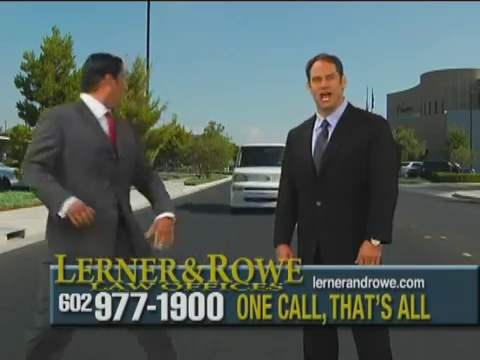 LERNER & ROWE
LAW OFFICES
lernerandrowe.com
602 977-1900 ONE CALL, THAT'S ALL